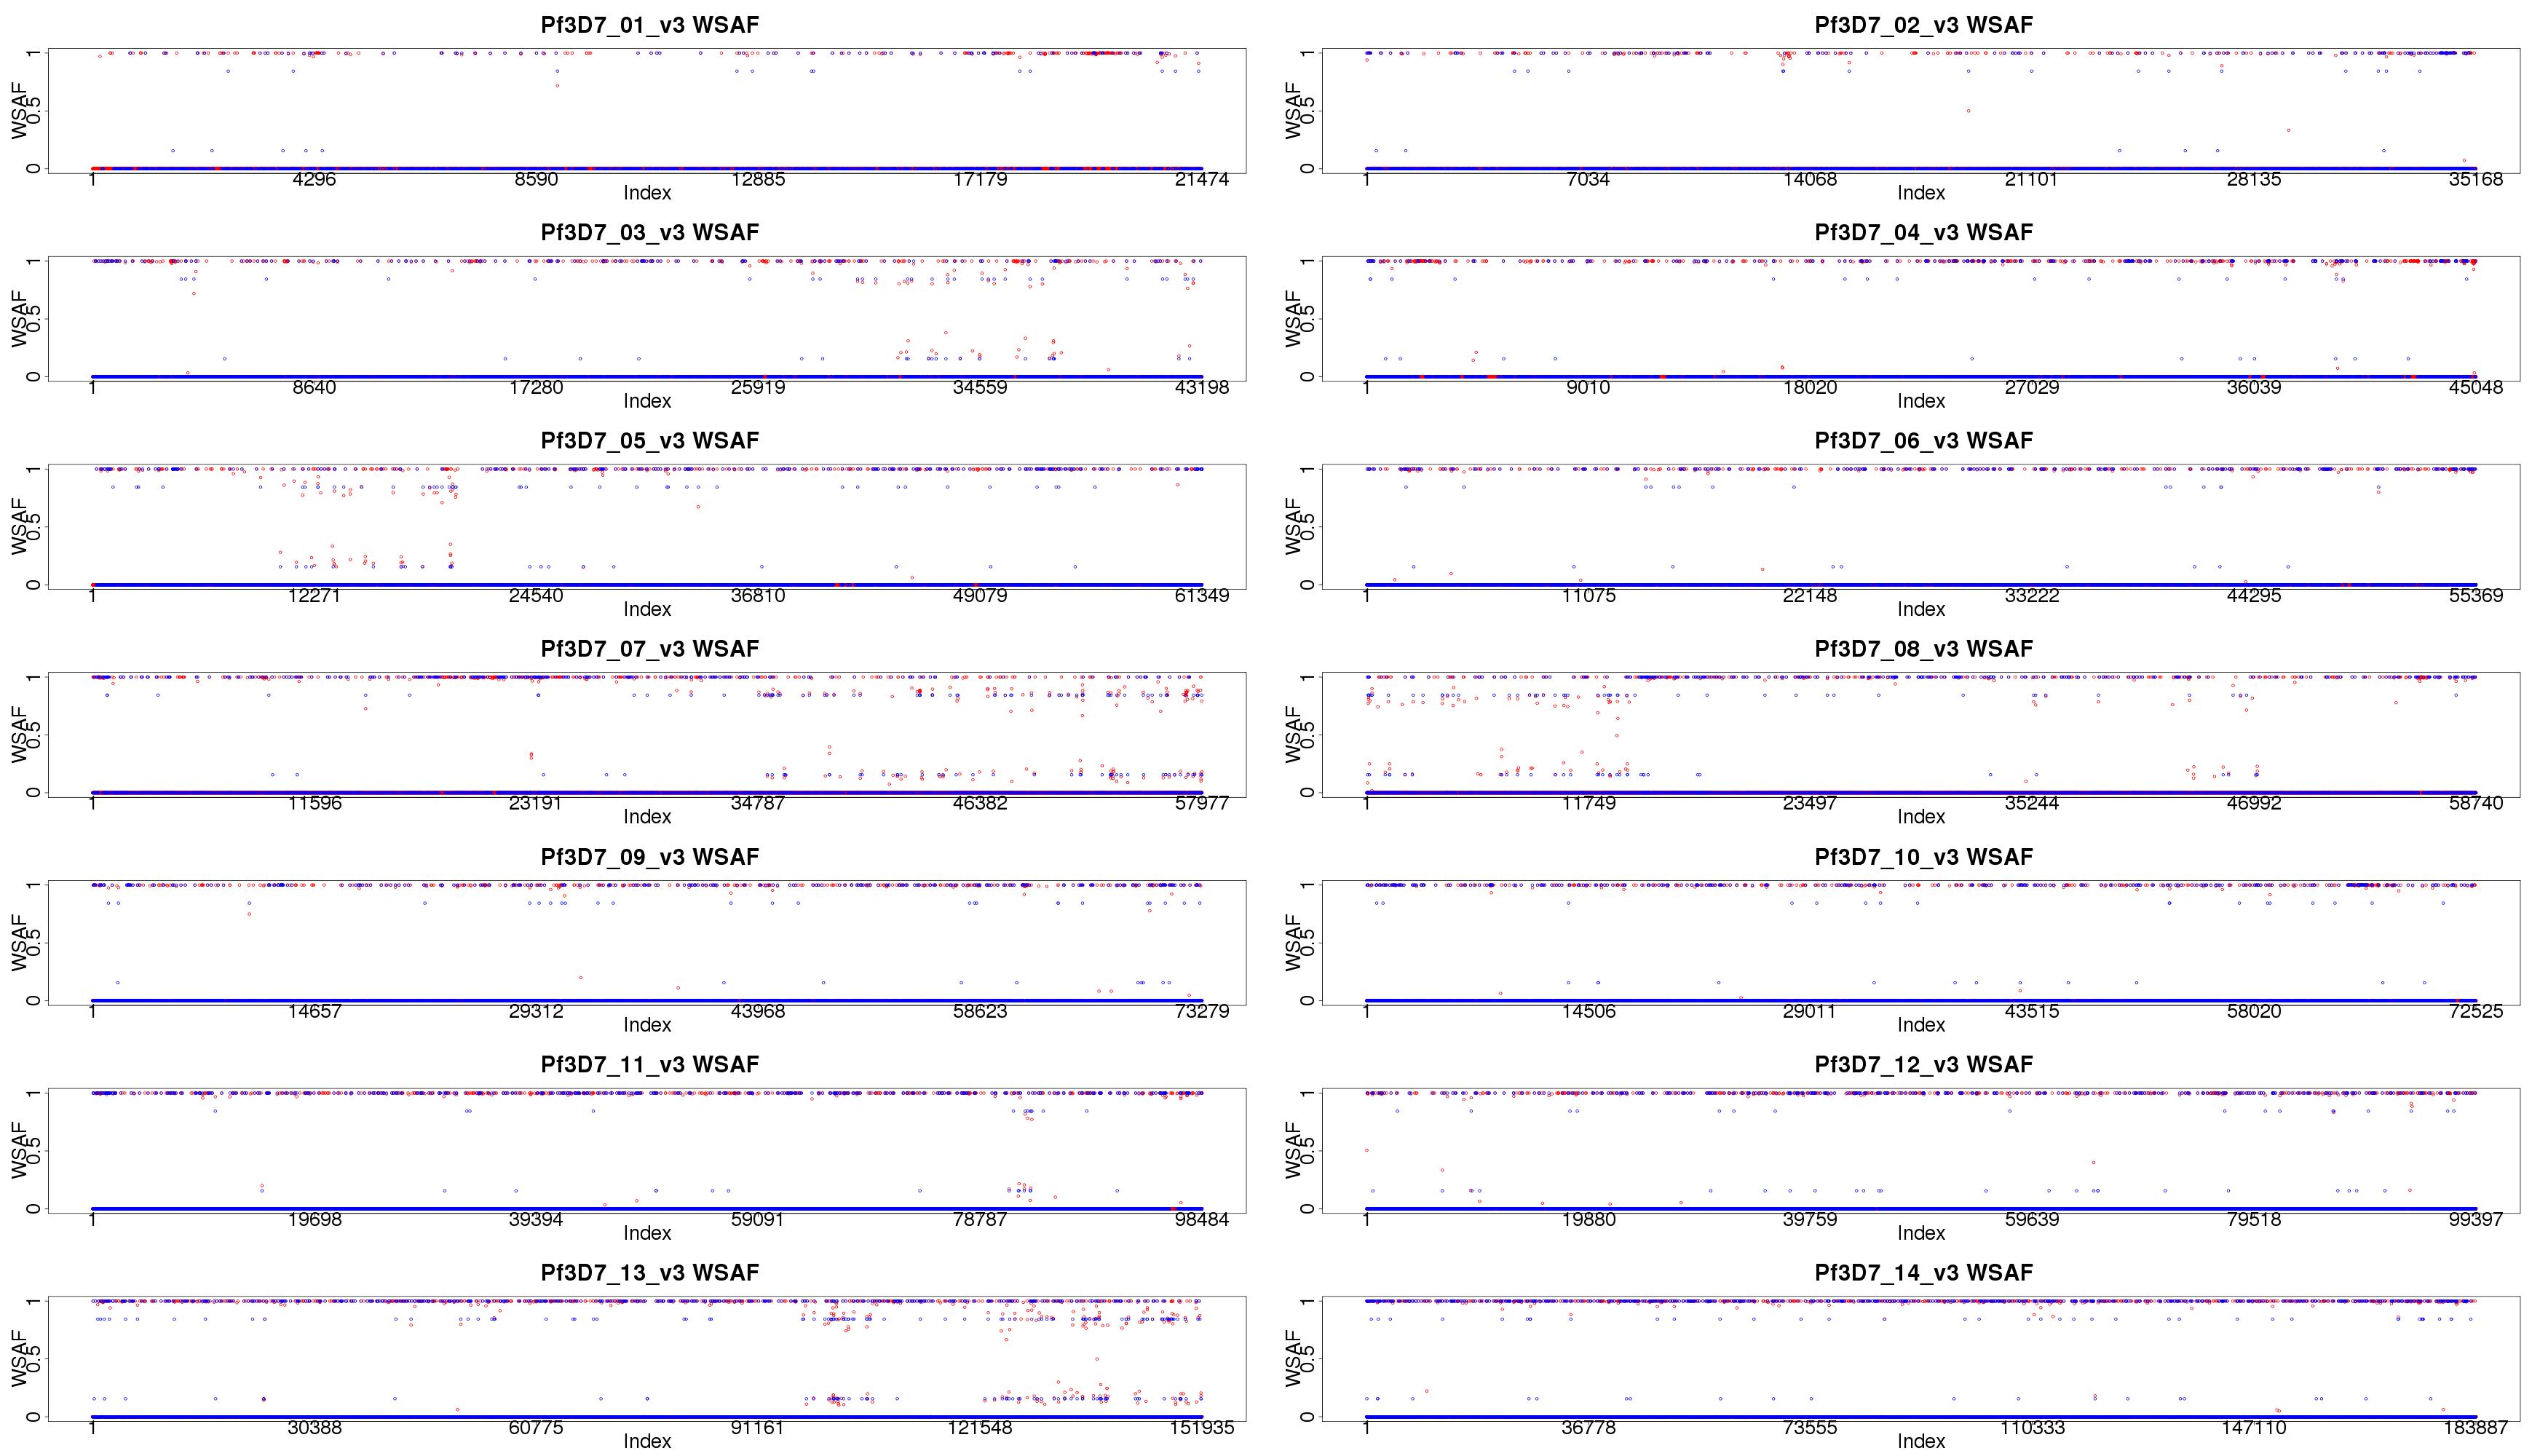 Pf3D7_01_v3 WSAF
WSAF
0 0.5 1
1 4296 8590 12885 17179 21474
Index
Pf3D7_02_v3 WSAF
WSAF
0 0.5 1
1 7034 14068 21101 28135 35168
Index
Pf3D7_03_v3 WSAF
WSAF
0 0.5 1
1 8640 17280 25919 34559 43198
Index
Pf3D7_04_v3 WSAF
WSAF
0 0.5 1
1 9010 18020 27029 36039 45048
Index
Pf3D7_05_v3 WSAF
WSAF
0 0.5 1
1 12271 24540 36810 49079 61349
Index
Pf3D7_06_v3 WSAF
WSAF
0 0.5 1
1 11075 22148 33222 44295 55369
Index
Pf3D7_07_v3 WSAF
WSAF
0 0.5 1
1 11596 23191 34787 46382 57977
Index
Pf3D7_08_v3 WSAF
WSAF
0 0.5 1
1 11749 23497 35244 46992 58740
Index
Pf3D7_09_v3 WSAF
WSAF
0 0.5 1
1 14657 29312 43968 58623 73279
Index
Pf3D7_10_v3 WSAF
WSAF
0 0.5 1
1 14506 29011 43515 58020 72525
Index
Pf3D7_11_v3 WSAF
WSAF
0 0.5 1
1 19698 39394 59091 78787 98484
Index
Pf3D7_12_v3 WSAF
WSAF
0 0.5 1
1 19880 39759 59639 79518 99397
Index
Pf3D7_13_v3 WSAF
WSAF
0 0.5 1
1 30388 60775 91161 121548 151935
Index
Pf3D7_14_v3 WSAF
WSAF
0 0.5 1
1 36778 73555 110333 147110 183887
Index